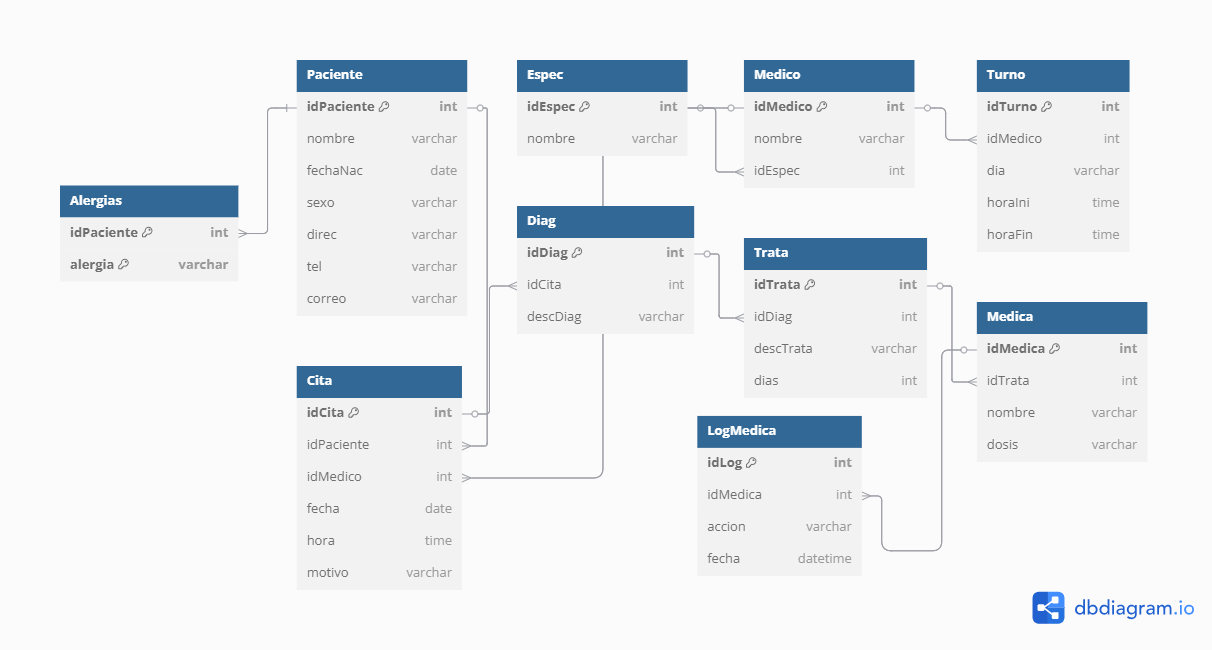 Paciente
idPaciente int
nombre varchar
fechaNac date
sexo varchar
direc varchar
tel varchar
correo varchar
Espec
idEspec int
nombre varchar
Medico
idMedico int
nombre varchar
idEspec int
Turno
idTurno int
idMedico int
dia varchar
horaIni time
horaFin time
Alergias
idPaciente int
alergia varchar
Diag
idDiag int
idCita int
descDiag varchar
Trata
idTrata int
idDiag int
descTrata varchar
dias int
Medica
idMedica int
idTrata int
nombre varchar
dosis varchar
Cita
idCita int
idPaciente int
idMedico int
fecha date
hora time
motivo varchar
LogMedica
idLog int
idMedica int
accion varchar
fecha datetime
dbdiagram.io